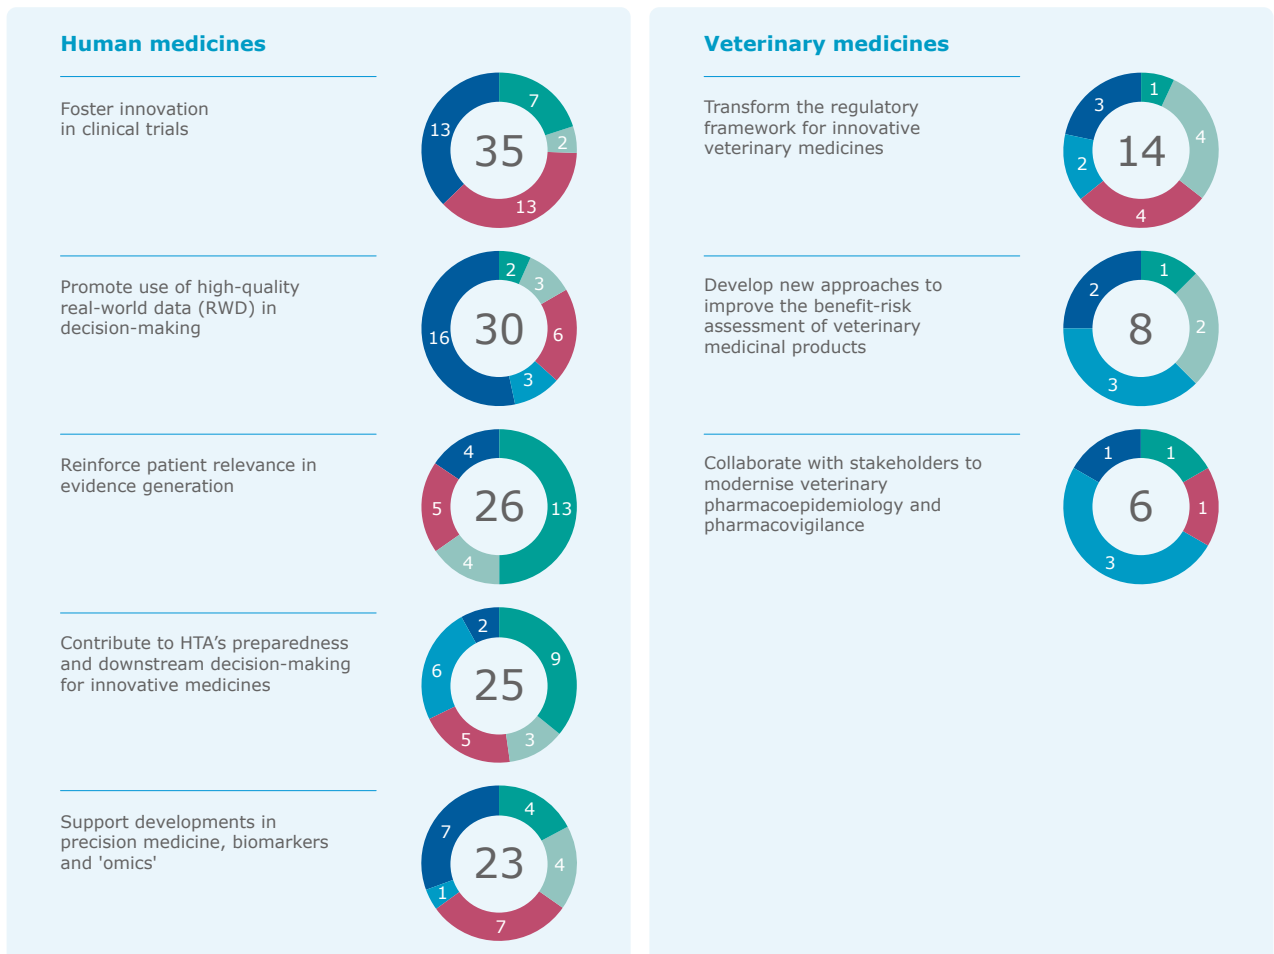 Human medicines
Foster innovation
in clinical trials
7
2
13
13
35
Promote use of high-quality
real-world data (RWD) in
decision-making
2
3
6
3
16
30
Reinforce patient relevance in
evidence generation
13
4
5
4
26
Contribute to HTA’s preparedness
and downstream decision-making
for innovative medicines
9
3
5
6
2
25
Support developments in
precision medicine, biomarkers
and 'omics'
4
4
7
1
7
23
Veterinary medicines
Transform the regulatory
framework for innovative
veterinary medicines
1
4
4
2
3
14
Develop new approaches to
improve the benefit-risk
assessment of veterinary
medicinal products
1
2
3
2
8
Collaborate with stakeholders to
modernise veterinary
pharmacoepidemiology and
pharmacovigilance
1
1
3
1
6